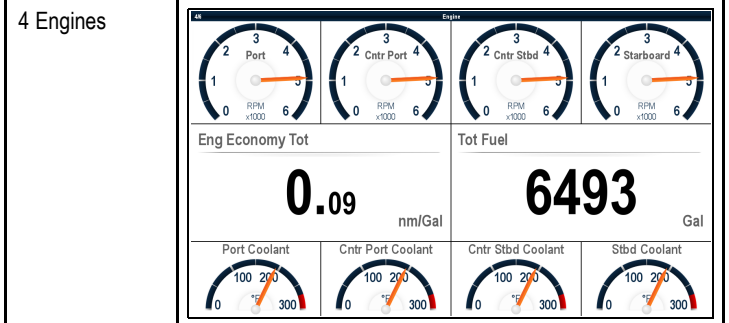 4 Engines
4N Engine
3 3 3 3
2 Port 4 2 Cntr Port 4 2 Cntr Stbd 4 2 Starboard 4
1 5 1 5 1 5 1 5
0 RPM 6 0 RPM 6 0 RPM 6 0 RPM 6
x1000 x1000 x1000 x1000
Eng Economy Tot Tot Fuel
0.09 6493
nm/Gal Gal
Port Coolant Cntr Port Coolant Cntr Stbd Coolant Stbd Coolant
100 200 100 200 100 200 100 200
0 °F 300 0 °F 300 0 °F 300 0 °F 300